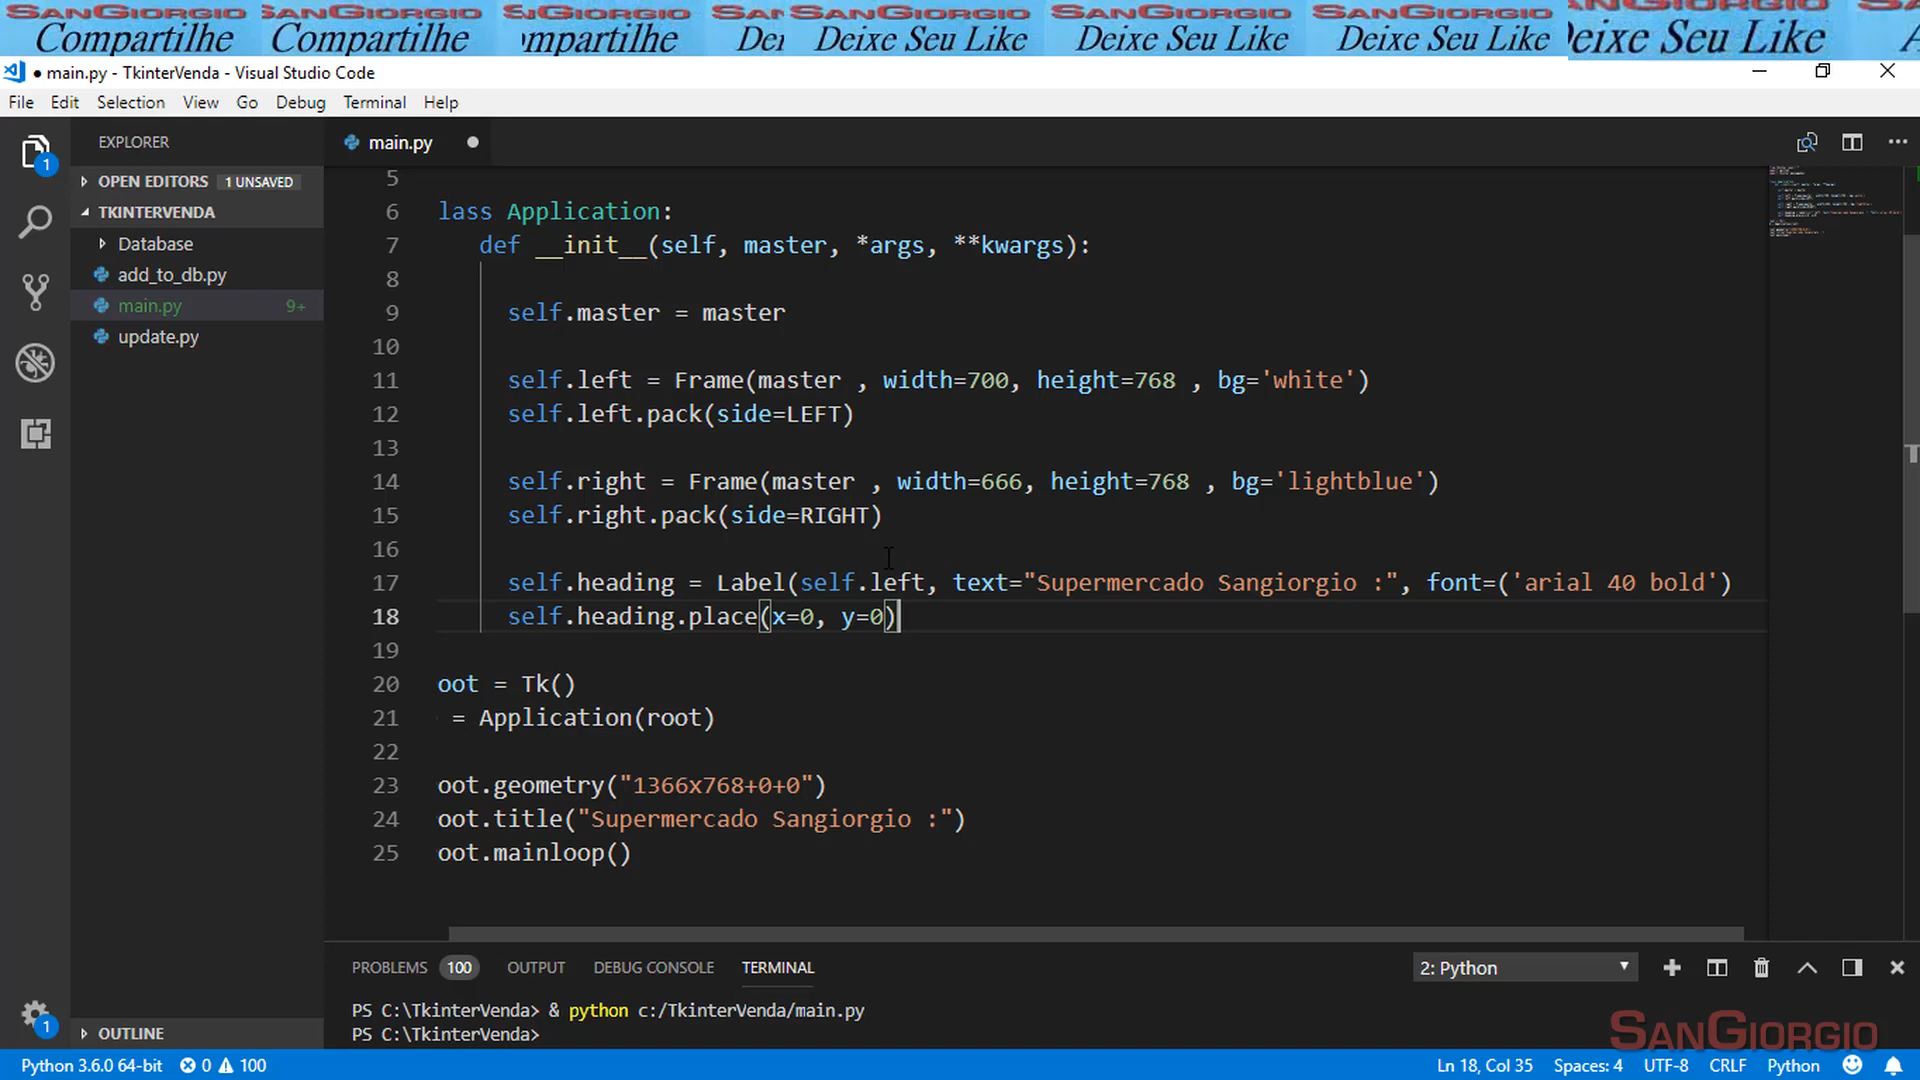 SANGIORGIO SANGIORGIO SANGIORGIO SAN SANGIORGIO SANGIORGIO SANGIORGIO SANGIORGIO
Compartilhe Compartilhe mpartilhe Dei Deixe Seu Like Deixe Seu Like Deixe Seu Like eixe Seu Like
● main.py - TkinterVenda - Visual Studio Code
File Edit Selection View Go Debug Terminal Help
EXPLORER
main.py
1
OPEN EDITORS 1 UNSAVED
TKINTERVENDA
Database
add_to_db.py
main.py 9+
update.py
5
6 lass Application:
7 def __init__(self, master, *args, **kwargs):
8
9 self.master = master
10
11 self.left = Frame(master , width=700, height=768 , bg='white')
12 self.left.pack(side=LEFT)
13
14 self.right = Frame(master , width=666, height=768 , bg='lightblue')
15 self.right.pack(side=RIGHT)
16
17 self.heading = Label(self.left, text="Supermercado Sangiorgio :", font=('arial 40 bold')
18 self.heading.place(x=0, y=0)
19
20 oot = Tk()
21 = Application(root)
22
23 oot.geometry("1366x768+0+0")
24 oot.title("Supermercado Sangiorgio :")
25 oot.mainloop()
PROBLEMS 100 OUTPUT DEBUG CONSOLE TERMINAL 2: Python
PS C:\TkinterVenda> & python c:/TkinterVenda/main.py
PS C:\TkinterVenda>
1
OUTLINE
SANGIORGIO
Python 3.6.0 64-bit 0 100 Ln 18, Col 35 Spaces: 4 UTF-8 CRLF Python